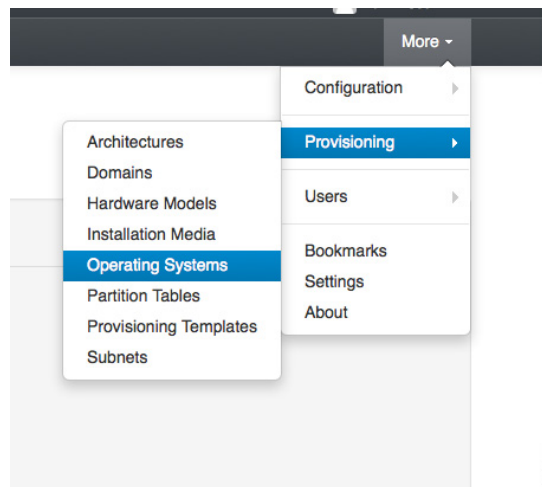 More
Configuration
Provisioning
Users
Bookmarks
Settings
About
Architectures
Domains
Hardware Models
Installation Media
Operating Systems
Partition Tables
Provisioning Templates
Subnets